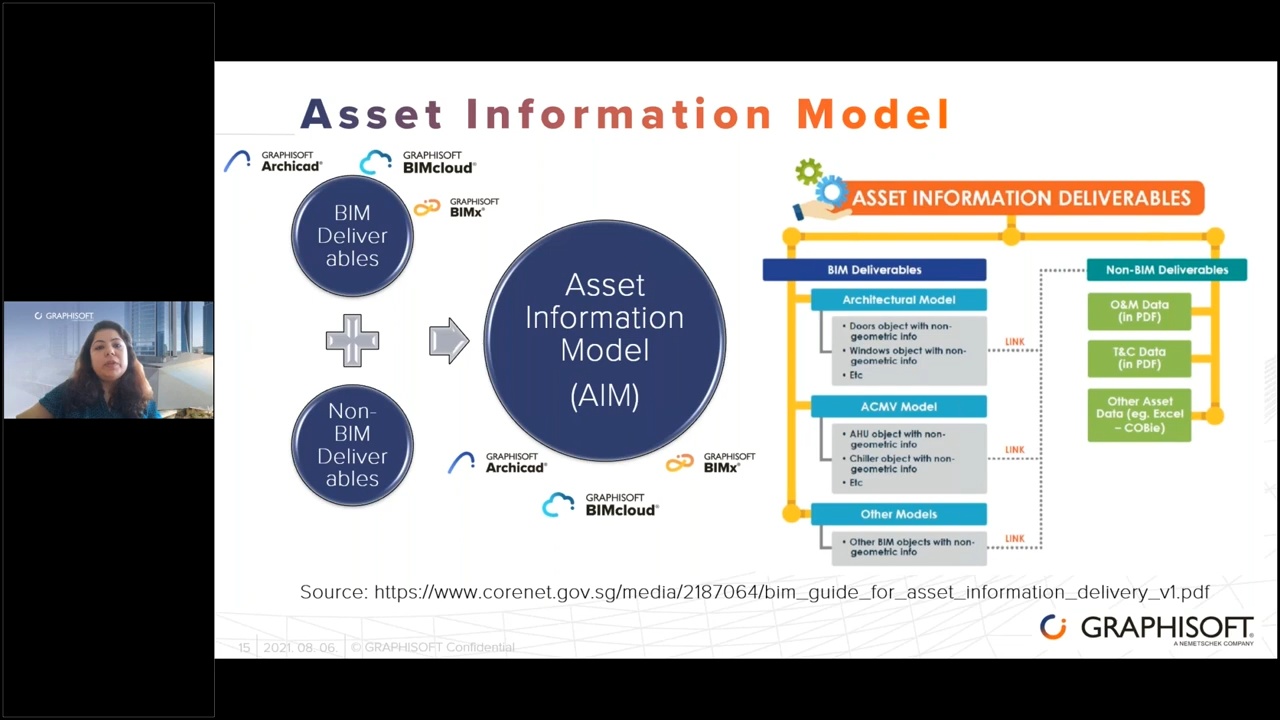 Asset Information Model
GRAPHISOFT
Archicad®
GRAPHISOFT
BIMcloud®
GRAPHISOFT
BIMx®
BIM
Deliver
ables
Non-
BIM
Deliver
ables
Asset
Information
Model
(AIM)
GRAPHISOFT
Archicad®
GRAPHISOFT
BIMcloud®
GRAPHISOFT
BIMx®
ASSET INFORMATION DELIVERABLES
BIM Deliverables
Architectural Model
• Doors object with non-
geometric info
• Windows object with non-
geometric info
• Etc
LINK
ACMV Model
• AHU object with non-
geometric info
• Chiller object with non-
geometric info
• Etc
LINK
Other Models
• Other BIM objects with non-
geometric info
LINK
Non-BIM Deliverables
O&M Data
(in PDF)
T&C Data
(in PDF)
Other Asset
Data (eg. Excel
– COBie)
Source: https://www.corenet.gov.sg/media/2187064/bim_guide_for_asset_information_delivery_v1.pdf
15 | 2021. 08. 06. | © GRAPHISOFT Confidential
GRAPHISOFT®
A NEMETSCHEK COMPANY
GRAPHISOFT